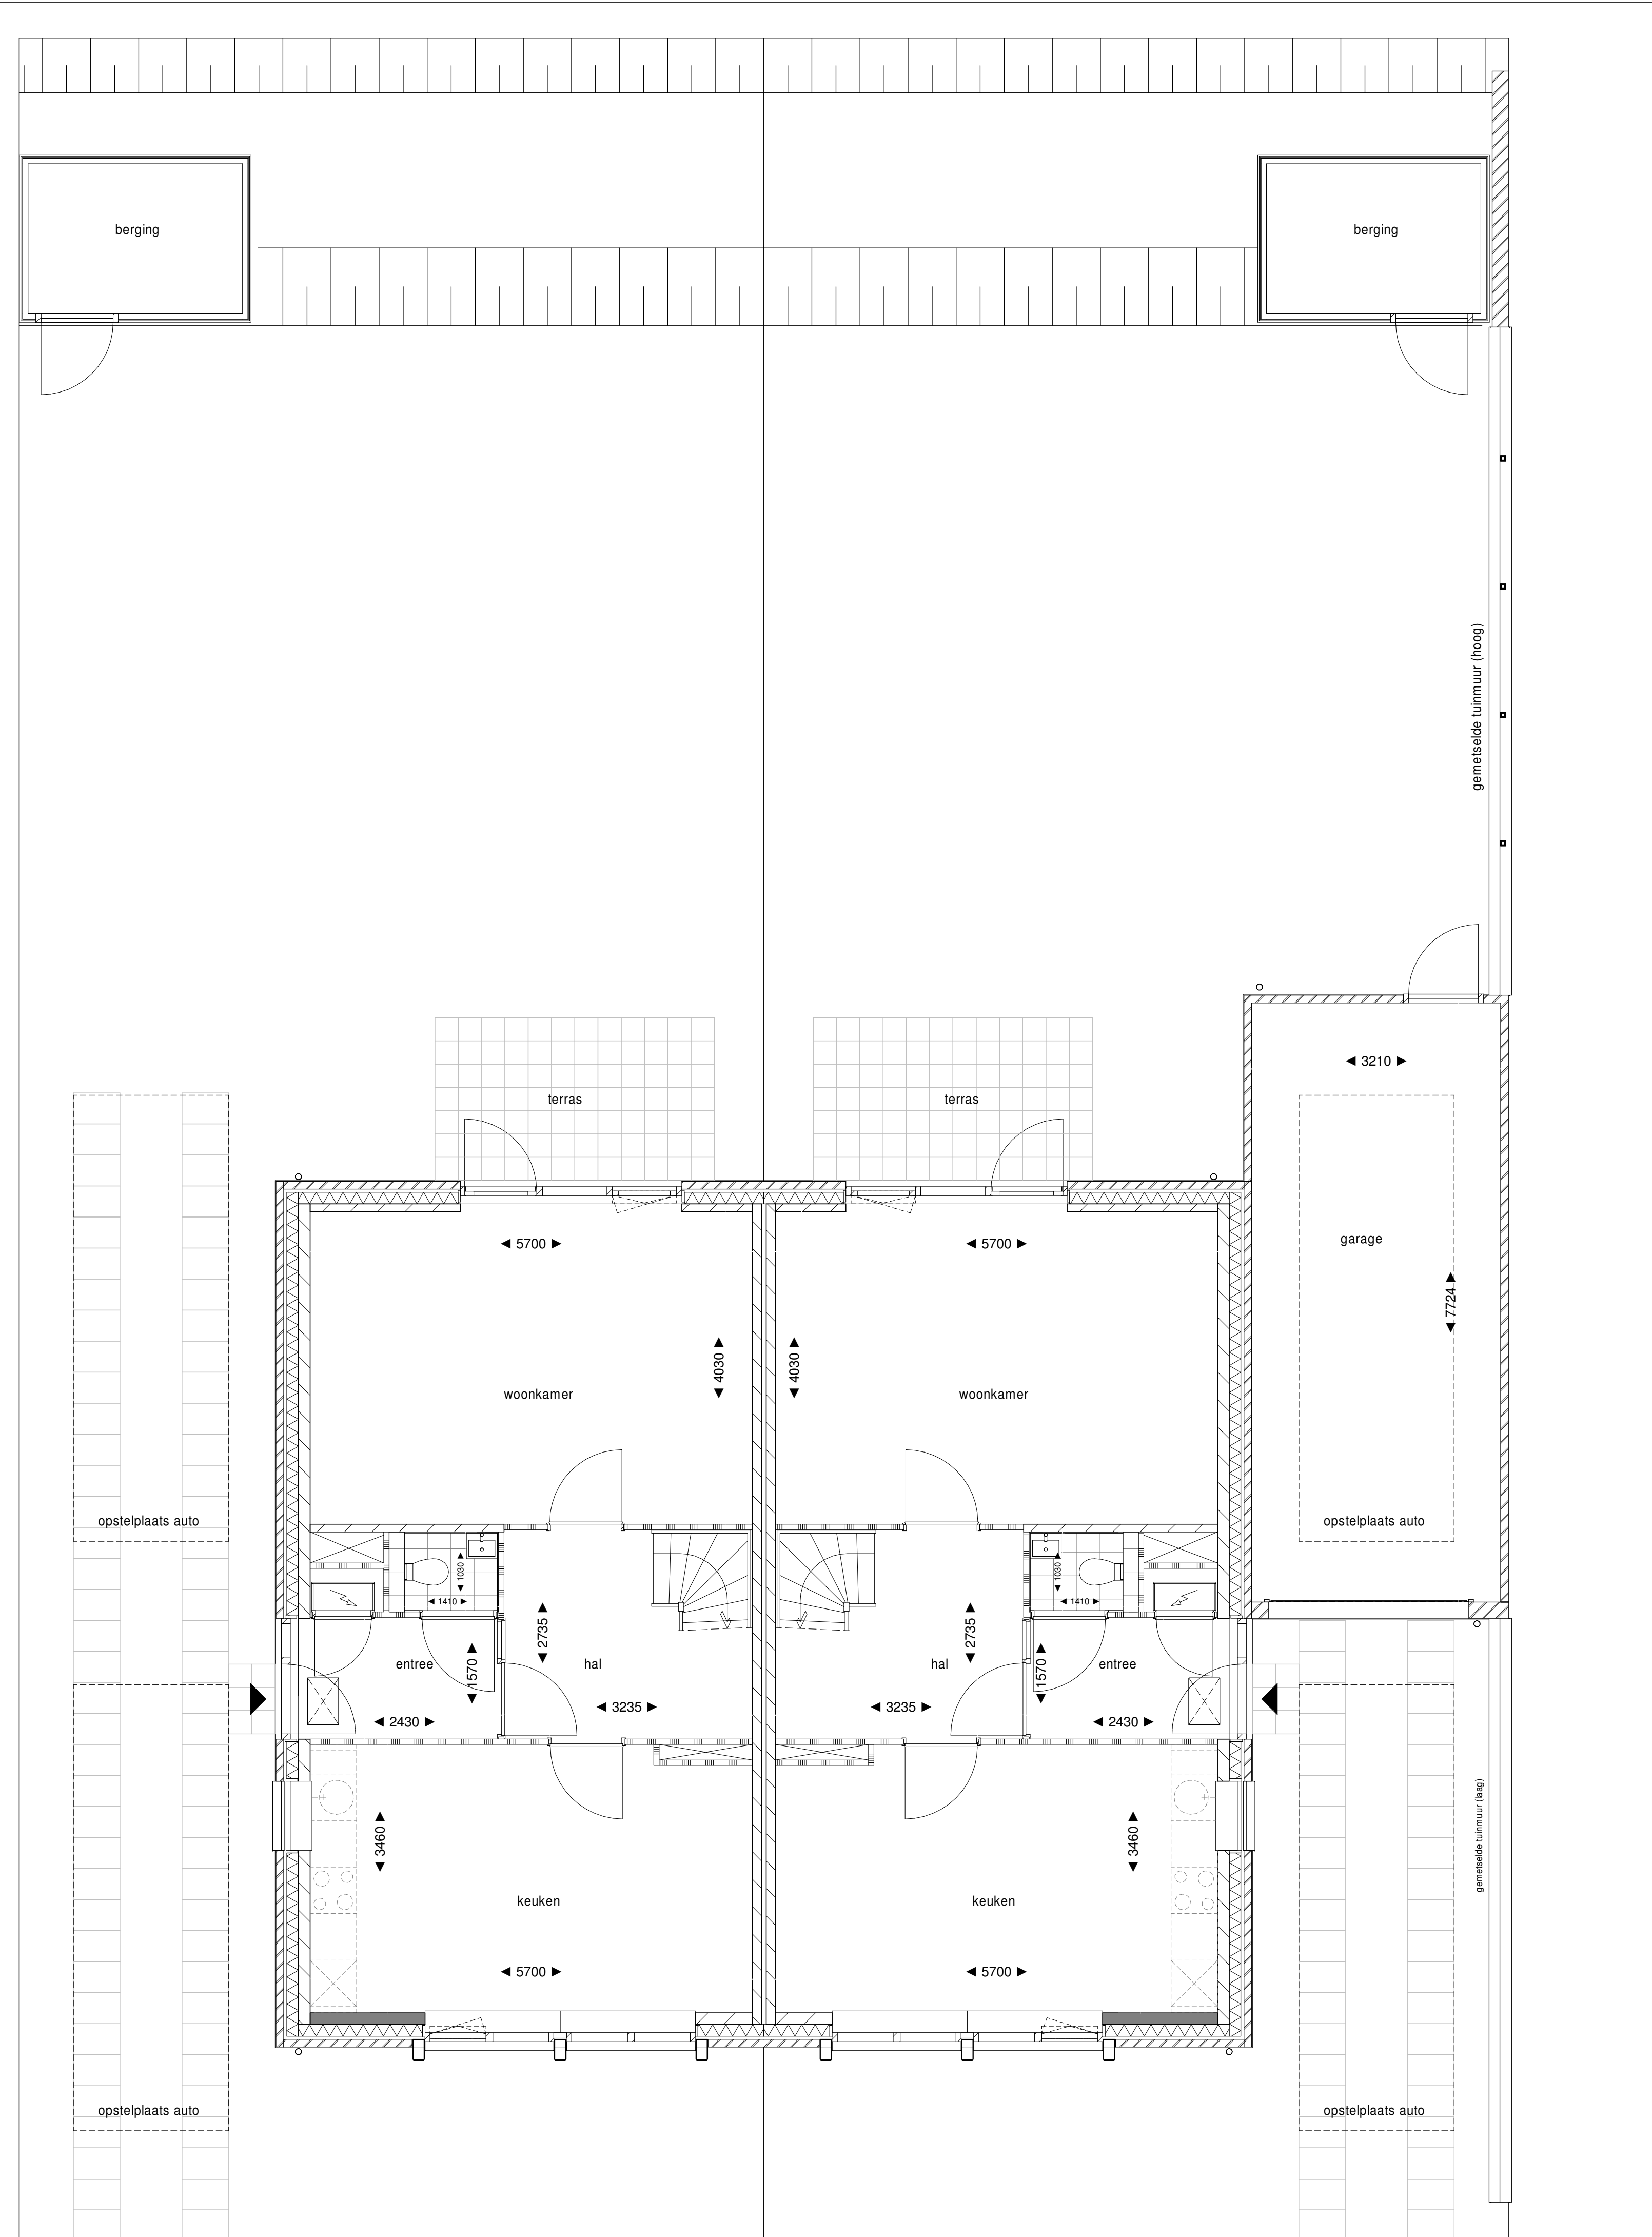 berging
berging
gemetselde tuinmuur (hoog)
3210
terras
terras
garage
5700
5700
7724
4030
4030
woonkamer
woonkamer
opstelplaats auto
opstelplaats auto
1030
1030
1410
1410
2735
2735
entree
hal
hal
entree
1570
1570
3235
3235
2430
2430
3460
3460
gemetselde tuinmuur (laag)
keuken
keuken
5700
5700
opstelplaats auto
opstelplaats auto